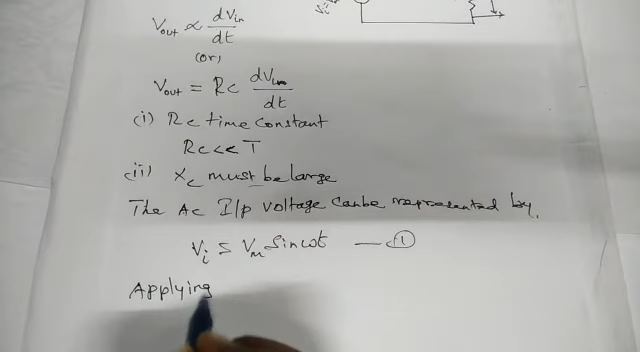 Vi
Vout ∝ dVin/dt
(or)
Vout = RC dVin/dt
(i) RC time constant
RC << T
(ii) Xc must be large
The AC I/p voltage can be represented by,
Vi = Vm Sinωt — ①
Applying